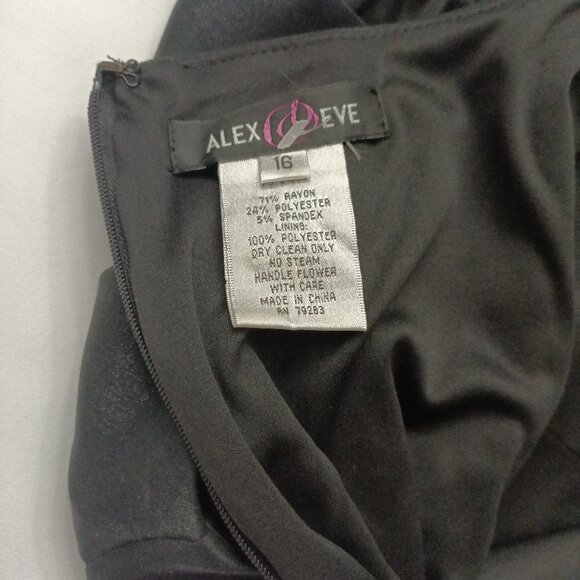 ALEX EVE
16
71% RAYON
24% POLYESTER
5% SPANDEX
LINING:
100% POLYESTER
DRY CLEAN ONLY
NO STEAM
HANDLE FLOWER
WITH CARE
MADE IN CHINA
RN 79283